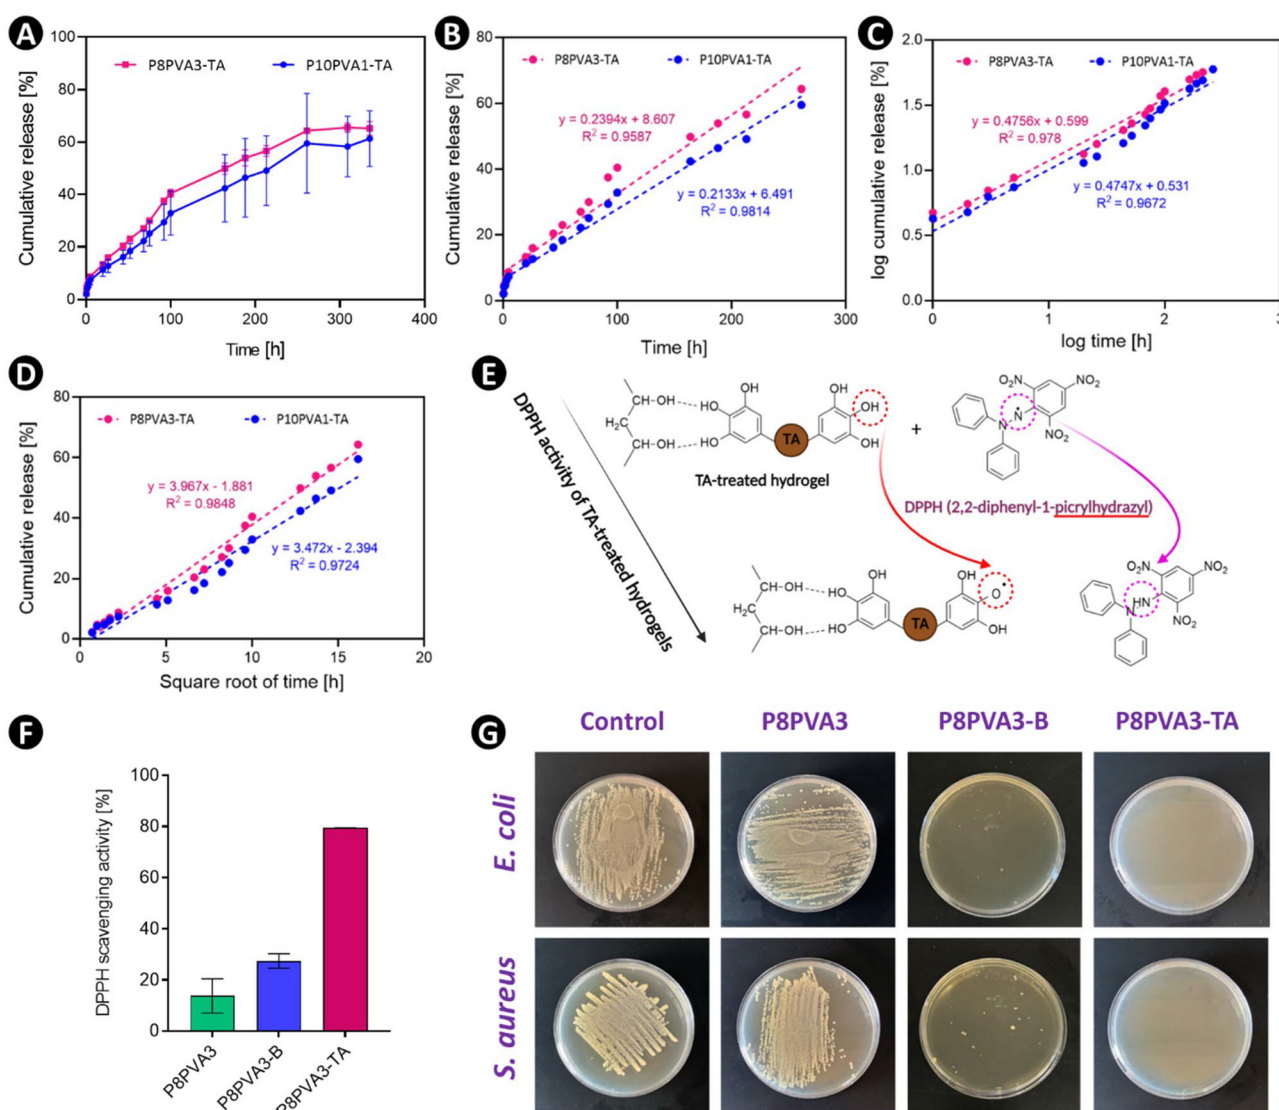 A
Cumulative release [%]
100
80
60
40
20
0
P8PVA3-TA
P10PVA1-TA
0
100
200
300
400
Time [h]
B
Cumulative release [%]
80
60
40
20
0
P8PVA3-TA
P10PVA1-TA
y = 0.2394x + 8.607
R² = 0.9587
y = 0.2133x + 6.491
R² = 0.9814
0
100
200
300
Time [h]
C
log cumulative release [%]
2.0
1.5
1.0
0.5
0.0
P8PVA3-TA
P10PVA1-TA
y = 0.4756x + 0.599
R² = 0.978
y = 0.4747x + 0.531
R² = 0.9672
0
1
2
3
log time [h]
D
Cumulative release [%]
80
60
40
20
0
P8PVA3-TA
P10PVA1-TA
y = 3.967x - 1.881
R² = 0.9848
y = 3.472x - 2.394
R² = 0.9724
0
5
10
15
20
Square root of time [h]
E
DPPH activity of TA-treated hydrogels
CH-OH
H₂C
CH-OH
OH
HO
HO
TA
OH
OH
OH
TA-treated hydrogel
+
O₂N
NO₂
N
N
NO₂
DPPH (2,2-diphenyl-1-picrylhydrazyl)
CH-OH
H₂C
CH-OH
OH
HO
HO
TA
OH
O
OH
O₂N
NO₂
HN
N
NO₂
F
DPPH scavenging activity [%]
100
80
60
40
20
0
P8PVA3
P8PVA3-B
P8PVA3-TA
G
Control
P8PVA3
P8PVA3-B
P8PVA3-TA
E. coli
S. aureus